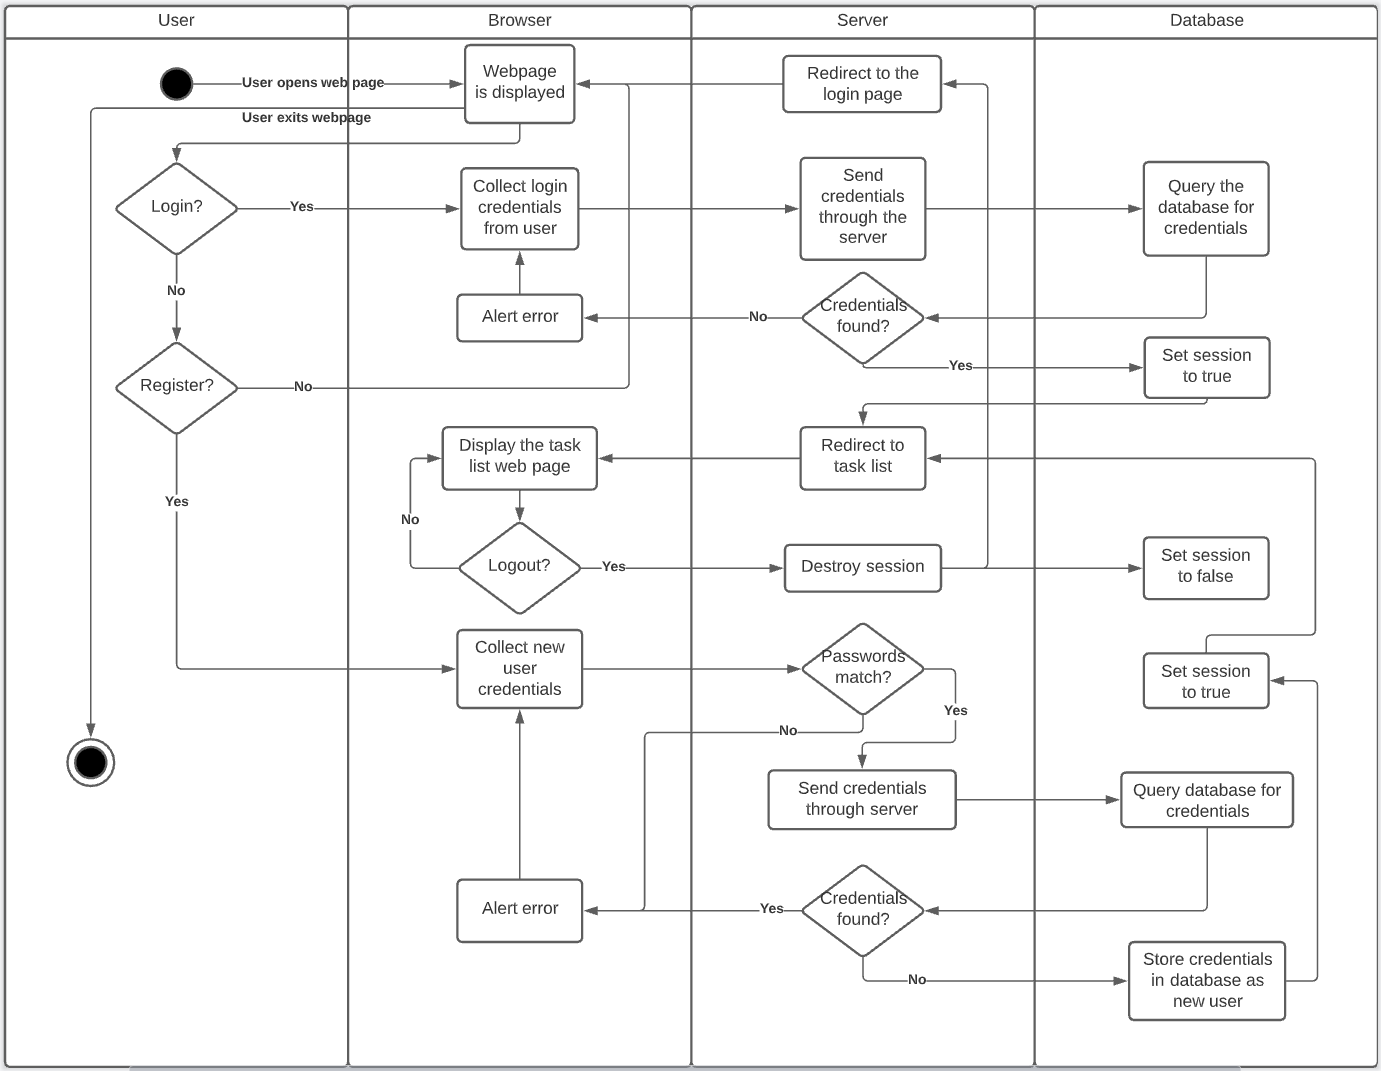 User
Browser
Server
Database
User opens web page
Webpage
is displayed
Redirect to the
login page
User exits webpage
Login?
Yes
Collect login
credentials
from user
Send
credentials
through the
server
Query the
database for
credentials
No
Alert error
No
Credentials
found?
Yes
Set session
to true
Register?
No
Display the task
list web page
Redirect to
task list
Yes
No
Logout?
Yes
Destroy session
Set session
to false
Collect new
user
credentials
Passwords
match?
Yes
No
Set session
to true
Send credentials
through server
Query database for
credentials
Alert error
Yes
Credentials
found?
No
Store credentials
in database as
new user